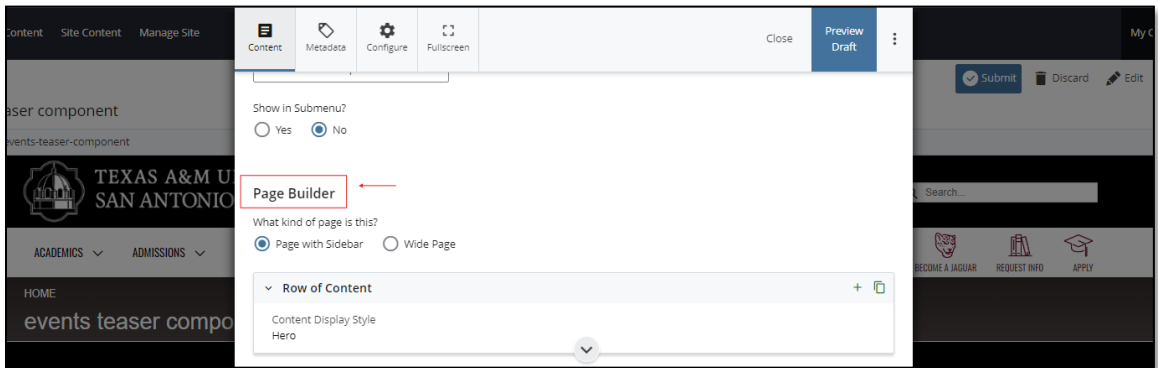 Content Site Content Manage Site
Content Metadata Configure Fullscreen
Close
Preview
Draft
My
Submit Discard Edit
aser component
events-teaser-component
Show in Submenu?
Yes No
TEXAS A&M U
SAN ANTONIO
Search...
Page Builder
What kind of page is this?
Page with Sidebar Wide Page
ACADEMICS ADMISSIONS
BECOME A JAGUAR REQUEST INFO APPLY
Row of Content
HOME
events teaser compo
Content Display Style
Hero